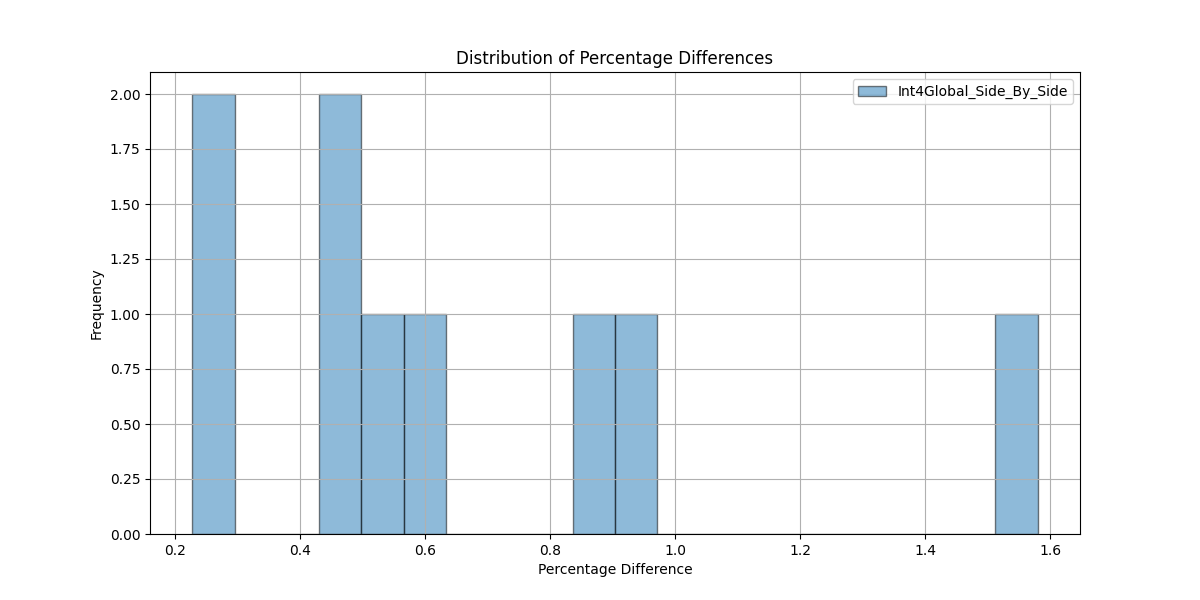 Distribution of Percentage Differences
Int4Global_Side_By_Side
2.00
1.75
1.50
1.25
1.00
0.75
0.50
0.25
0.00
Frequency
0.2 0.4 0.6 0.8 1.0 1.2 1.4 1.6
Percentage Difference